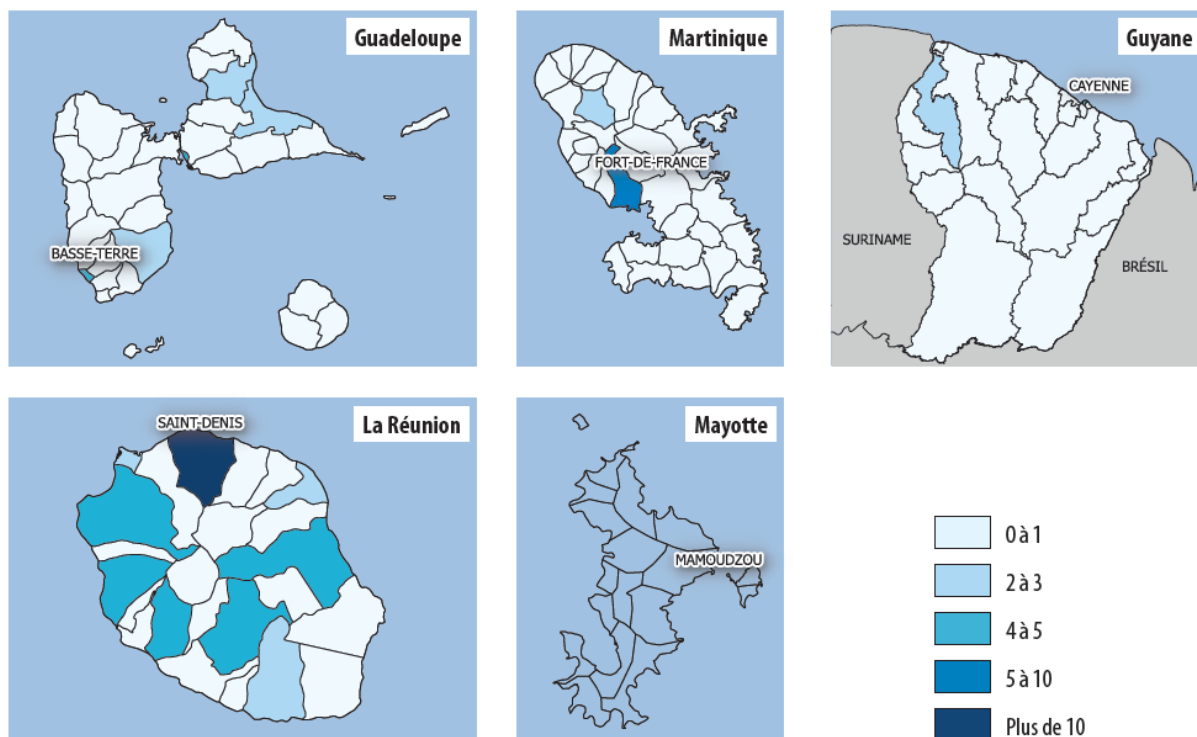 Guadeloupe
BASSE-TERRE
Martinique
FORT-DE-FRANCE
Guyane
CAYENNE
SURINAME
BRÉSIL
La Réunion
SAINT-DENIS
Mayotte
MAMOUDZOU
0 à 1
2 à 3
4 à 5
5 à 10
Plus de 10